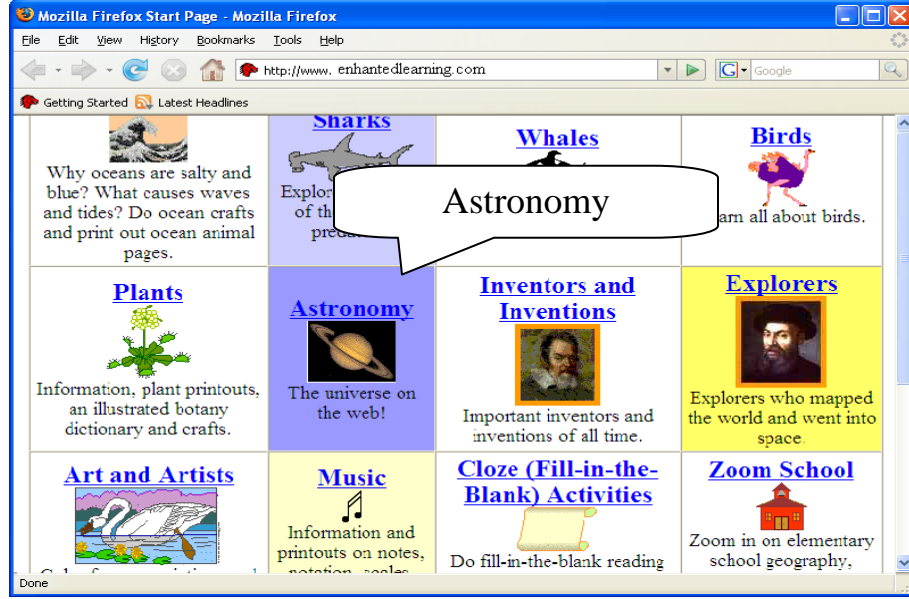 Mozilla Firefox Start Page - Mozilla Firefox
File Edit View History Bookmarks Tools Help
http://www. enhantedlearning.com
G Google
Getting Started Latest Headlines
Why oceans are salty and
blue? What causes waves
and tides? Do ocean crafts
and print out ocean animal
pages.
Sharks
Explor
of th
preda
Whales
Birds
arn all about birds.
Astronomy
Plants
Information, plant printouts,
an illustrated botany
dictionary and crafts.
Astronomy
The universe on
the web!
Inventors and
Inventions
Important inventors and
inventions of all time.
Explorers
Explorers who mapped
the world and went into
space.
Art and Artists
Music
Information and
printouts on notes,
notation, scales,
Cloze (Fill-in-the-
Blank) Activities
Do fill-in-the-blank reading
Zoom School
Zoom in on elementary
school geography,
Done